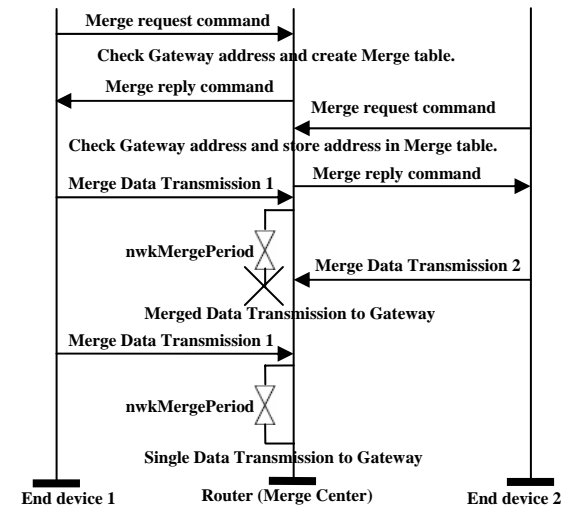 Merge request command
Check Gateway address and create Merge table.
Merge reply command
Merge request command
Check Gateway address and store address in Merge table.
Merge reply command
Merge Data Transmission 1
nwkMergePeriod
Merge Data Transmission 2
Merged Data Transmission to Gateway
Merge Data Transmission 1
nwkMergePeriod
Single Data Transmission to Gateway
End device 1
Router (Merge Center)
End device 2